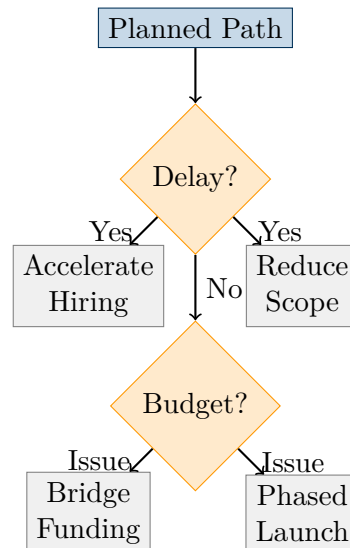 Planned Path
Delay?
Yes
Yes
Accelerate
Hiring
Reduce
Scope
No
Budget?
Issue
Issue
Bridge
Funding
Phased
Launch